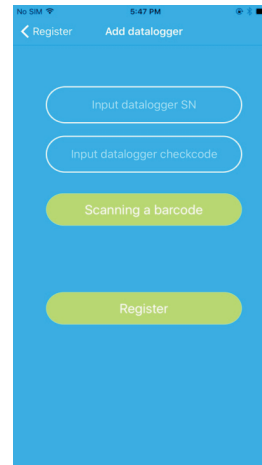 No SIM 5:47 PM
Register Add datalogger
Input datalogger SN
Input datalogger checkcode
Scanning a barcode
Register